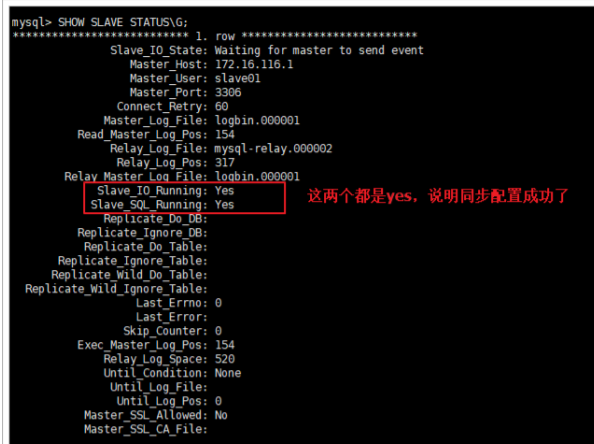 mysql> SHOW SLAVE STATUS\G;
*************************** 1. row ***************************
Slave_IO_State: Waiting for master to send event
Master_Host: 172.16.116.1
Master_User: slave01
Master_Port: 3306
Connect_Retry: 60
Master_Log_File: logbin.000001
Read_Master_Log_Pos: 154
Relay_Log_File: mysql-relay.000002
Relay_Log_Pos: 317
Relay_Master_Log_File: logbin.000001
Slave_IO_Running: Yes
Slave_SQL_Running: Yes
这两个都是yes，说明同步配置成功了
Replicate_Do_DB:
Replicate_Ignore_DB:
Replicate_Do_Table:
Replicate_Ignore_Table:
Replicate_Wild_Do_Table:
Replicate_Wild_Ignore_Table:
Last_Errno: 0
Last_Error:
Skip_Counter: 0
Exec_Master_Log_Pos: 154
Relay_Log_Space: 520
Until_Condition: None
Until_Log_File:
Until_Log_Pos: 0
Master_SSL_Allowed: No
Master_SSL_CA_File: